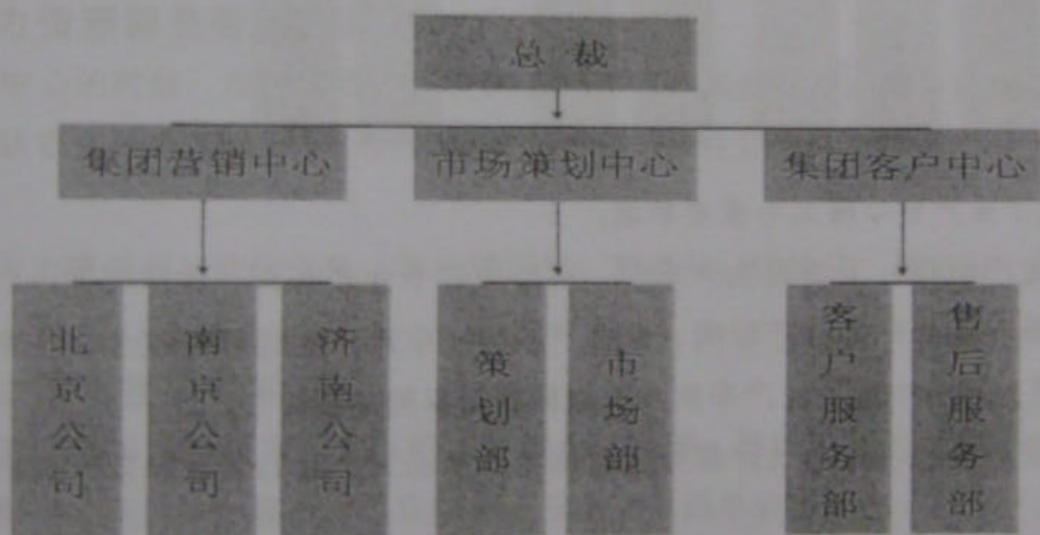 总裁
集团营销中心
市场策划中心
集团客户中心
北京公司
南京公司
济南公司
策划部
市场部
客户服务部
售后服务部